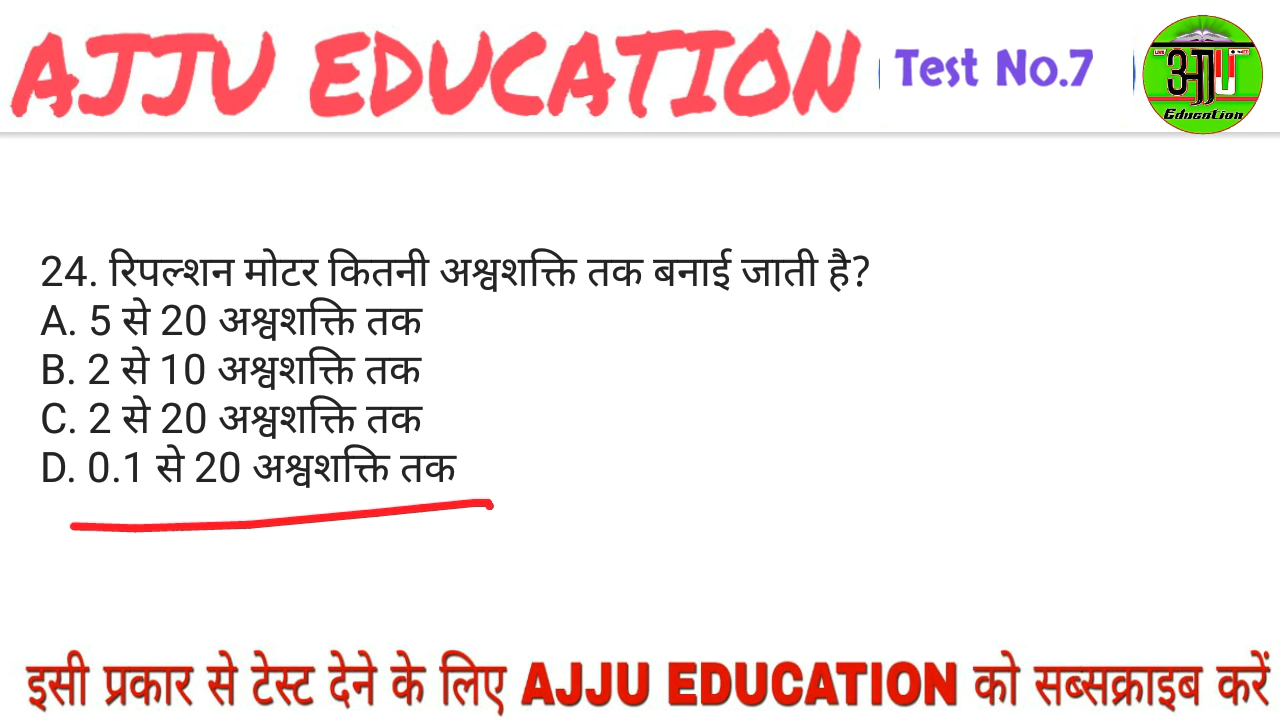 AJJU EDUCATION
Test No.7
आJU
Education
24. रिपल्शन मोटर कितनी अश्वशक्ति तक बनाई जाती है?
A. 5 से 20 अश्वशक्ति तक
B. 2 से 10 अश्वशक्ति तक
C. 2 से 20 अश्वशक्ति तक
D. 0.1 से 20 अश्वशक्ति तक
इसी प्रकार से टेस्ट देने के लिए AJJU EDUCATION को सब्सक्राइब करें